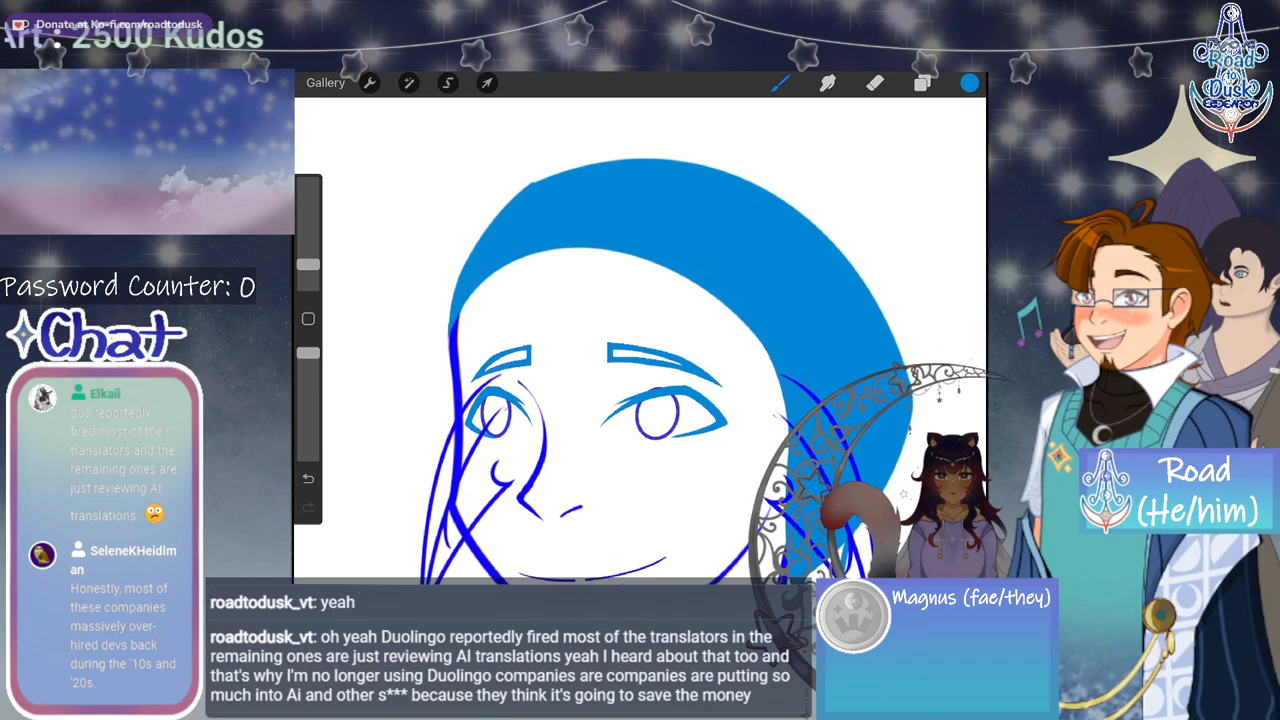 Donate at Ko-fi.com/roadtodusk
Art : 2500 Kudos
Gallery
Road
to
Dusk
Password Counter: 0
Chat
Elkaii
duo reportedly
fired most of their
translators and the
remaining ones are
just reviewing AI
translations
SeleneKHeidlm
an
Honestly, most of
these companies
massively over-
hired devs back
during the '10s and
'20s.
roadtodusk_vt: yeah
roadtodusk_vt: oh yeah Duolingo reportedly fired most of the translators in the
remaining ones are just reviewing AI translations yeah I heard about that too and
that's why I'm no longer using Duolingo companies are companies are putting so
much into Ai and other s*** because they think it's going to save the money
Magnus (fae/they)
Road
(He/him)